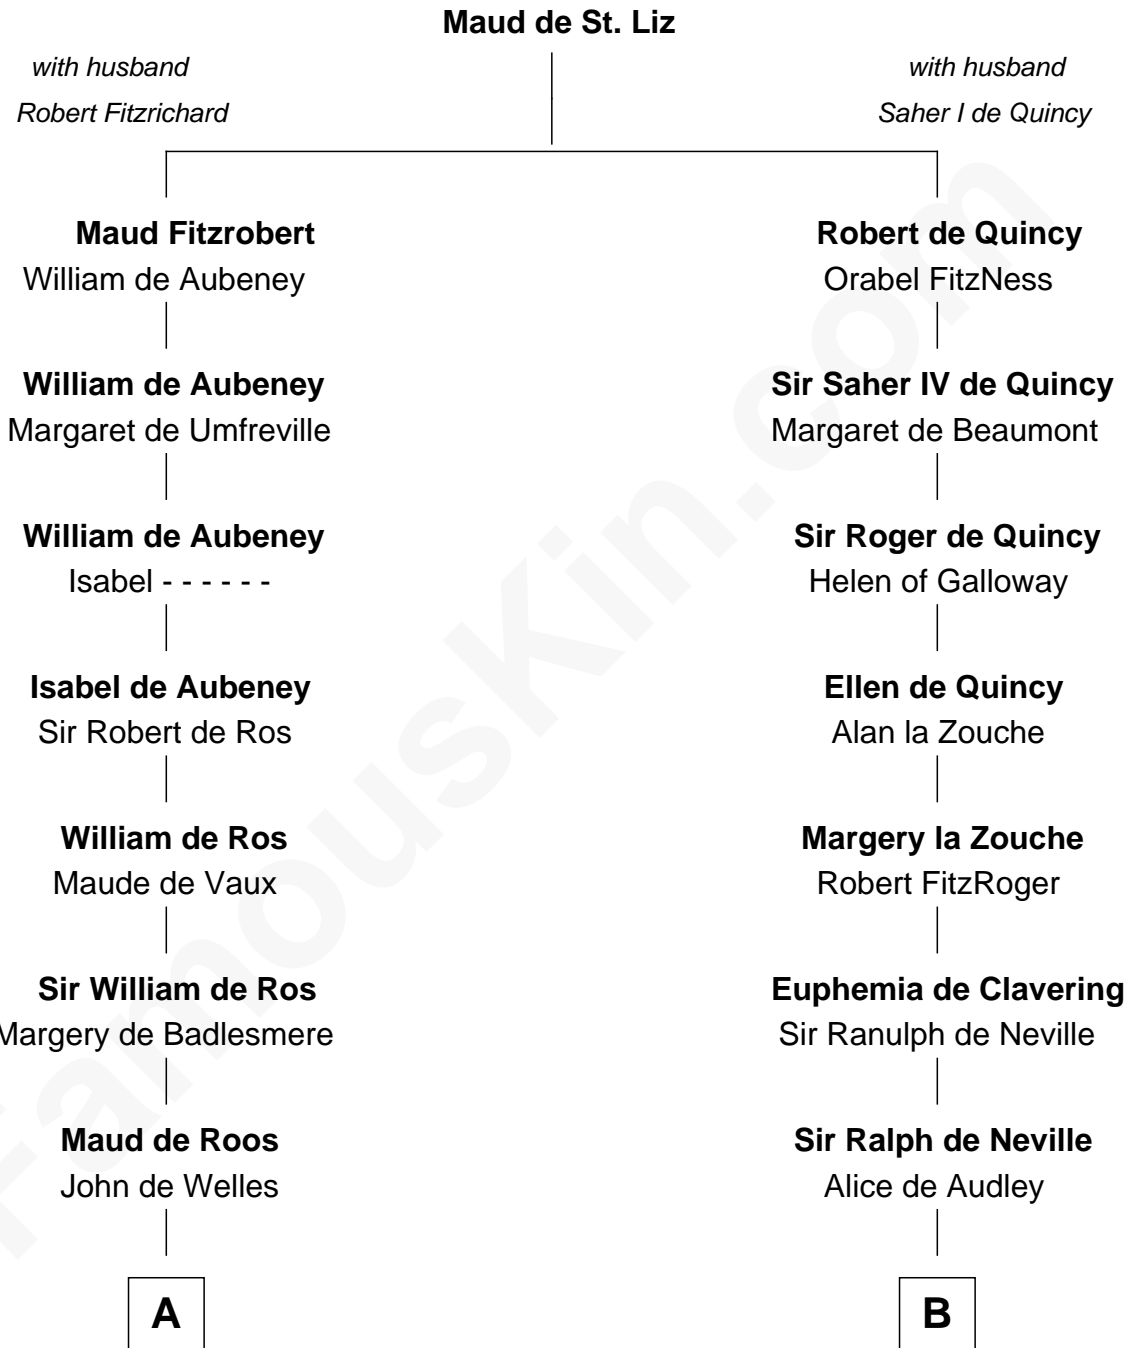 Maud de St. Liz
with husband
Robert Fitzrichard
with husband
Saher I de Quincy
Maud Fitzrobert
William de Aubeney
Robert de Quincy
Orabel FitzNess
William de Aubeney
Margaret de Umfreville
Sir Saher IV de Quincy
Margaret de Beaumont
William de Aubeney
Isabel - - - - - -
Sir Roger de Quincy
Helen of Galloway
Isabel de Aubeney
Sir Robert de Ros
Ellen de Quincy
Alan la Zouche
William de Ros
Maude de Vaux
Margery la Zouche
Robert FitzRoger
Sir William de Ros
Margery de Badlesmere
Euphemia de Clavering
Sir Ranulph de Neville
Maud de Roos
John de Welles
Sir Ralph de Neville
Alice de Audley
A
B
FamousKin.com